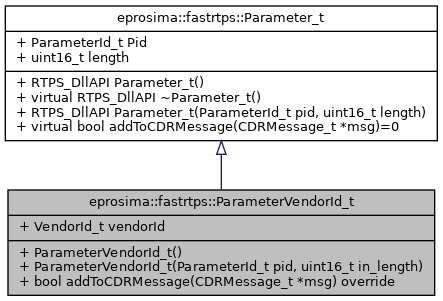 eprosima::fastrtps::Parameter_t
+ ParameterId_t Pid
+ uint16_t length
+ RTPS_DllAPI Parameter_t()
+ virtual RTPS_DllAPI ~Parameter_t()
+ RTPS_DllAPI Parameter_t(ParameterId_t pid, uint16_t length)
+ virtual bool addToCDRMessage(CDRMessage_t *msg)=0
eprosima::fastrtps::ParameterVendorId_t
+ VendorId_t vendorId
+ ParameterVendorId_t()
+ ParameterVendorId_t(ParameterId_t pid, uint16_t in_length)
+ bool addToCDRMessage(CDRMessage_t *msg) override